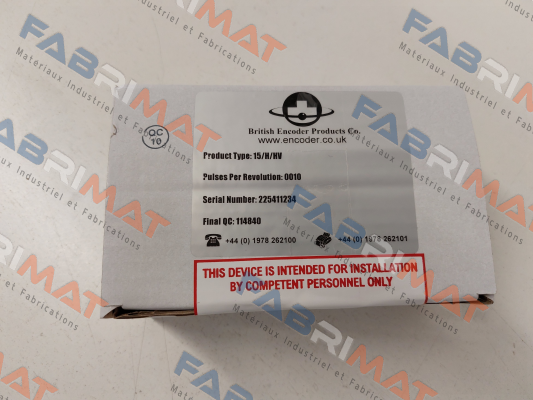 British Encoder Products Co.
www.encoder.co.uk
Product Type: 15/H/HV
Pulses Per Revolution: 0010
Serial Number: 225411234
Final QC: 114840
+44 (0) 1978 262100
+44 (0) 1978 262101
THIS DEVICE IS INTENDED FOR INSTALLATION
BY COMPETENT PERSONNEL ONLY
QC
10
FABRIMAT
Materiaux Industriel et Fabrications